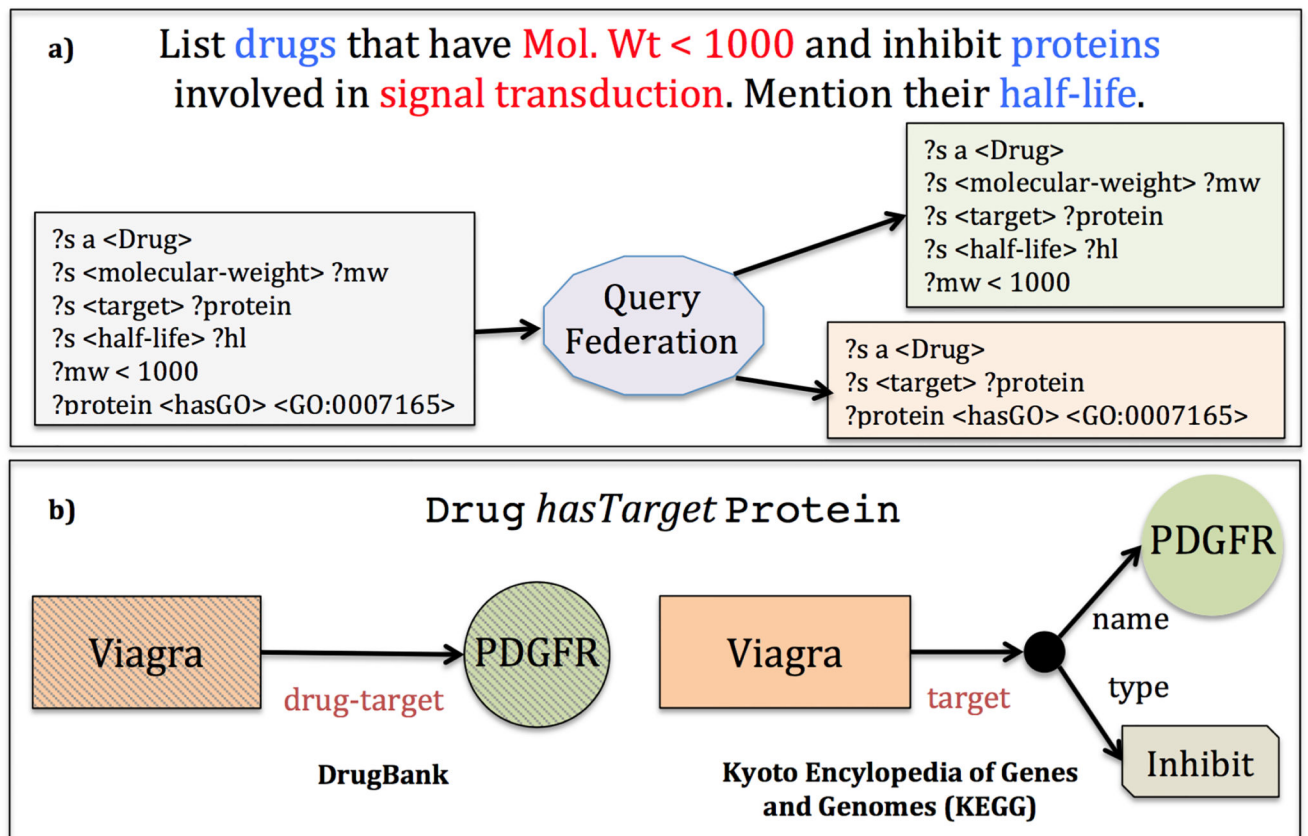 a)
List drugs that have Mol. Wt < 1000 and inhibit proteins
involved in signal transduction. Mention their half-life.
?s a <Drug>
?s <molecular-weight> ?mw
?s <target> ?protein
?s <half-life> ?hl
?mw < 1000
?protein <hasGO> <GO:0007165>
Query
Federation
?s a <Drug>
?s <molecular-weight> ?mw
?s <target> ?protein
?s <half-life> ?hl
?mw < 1000
?s a <Drug>
?s <target> ?protein
?protein <hasGO> <GO:0007165>
b)
Drug hasTarget Protein
Viagra
drug-target
PDGFR
DrugBank
Viagra
target
name
PDGFR
type
Inhibit
Kyoto Encylopedia of Genes
and Genomes (KEGG)